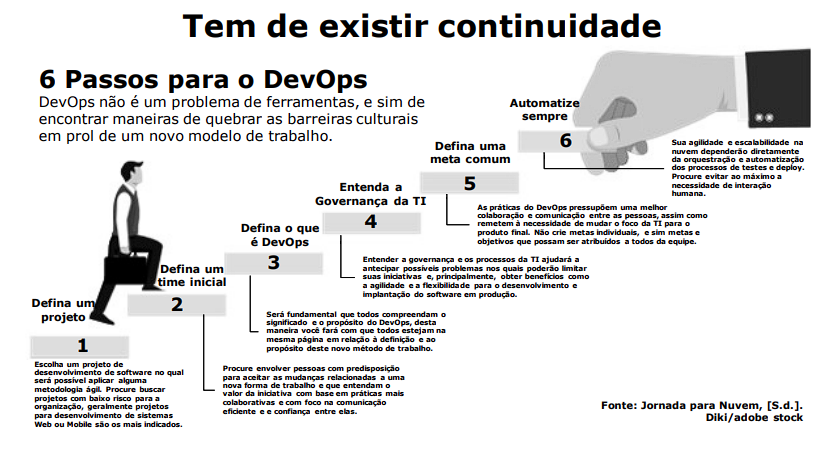 Tem de existir continuidade
6 Passos para o DevOps
DevOps não é um problema de ferramentas, e sim de
encontrar maneiras de quebrar as barreiras culturais
em prol de um novo modelo de trabalho.
Defina um
projeto
1
Escolha um projeto de
desenvolvimento de software no qual
será possível aplicar alguma
metodologia ágil. Procure buscar
projetos com baixo risco para a
organização, geralmente projetos
para desenvolvimento de sistemas
Web ou Mobile são os mais indicados.
Defina um
time inicial
2
Procure envolver pessoas com predisposição
para aceitar as mudanças relacionadas a uma
nova forma de trabalho e que entendam o
valor da iniciativa com base em práticas mais
colaborativas e com foco na comunicação
eficiente e e confiança entre elas.
Defina o que
é DevOps
3
Será fundamental que todos compreendam o
significado e o propósito do DevOps, desta
maneira você fará com que todos estejam na
mesma página em relação à definição e ao
propósito deste novo método de trabalho.
Entenda a
Governança da TI
4
Entender a governança e os processos da TI ajudará a
antecipar possíveis problemas nos quais poderão limitar
suas iniciativas e, principalmente, obter benefícios como
a agilidade e a flexibilidade para o desenvolvimento e
implantação do software em produção.
Defina uma
meta comum
5
As práticas do DevOps pressupõem uma melhor
colaboração e comunicação entre as pessoas, assim como
remetem à necessidade de mudar o foco da TI para o
produto final. Não crie metas individuais, e sim metas e
objetivos que possam ser atribuídos a todos da equipe.
Automatize
sempre
6
Sua agilidade e escalabilidade na
nuvem dependerão diretamente
da orquestração e automatização
dos processos de testes e deploy.
Procure evitar ao máximo a
necessidade de interação
humana.
Fonte: Jornada para Nuvem, [S.d.].
Diki/adobe stock